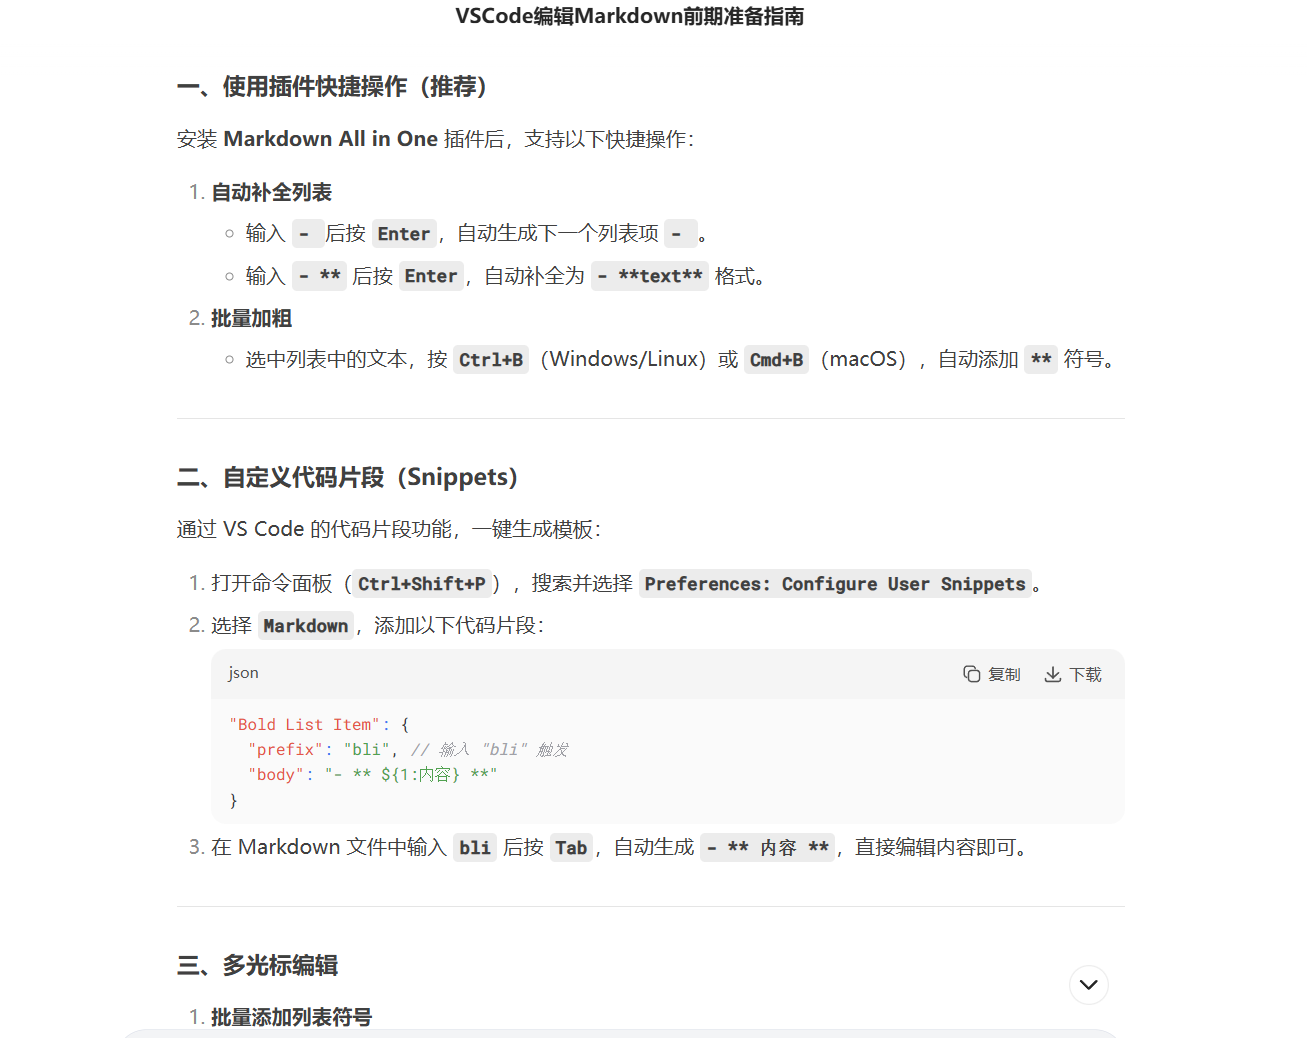 VSCode编辑Markdown前期准备指南
一、使用插件快捷操作（推荐）
安装 Markdown All in One 插件后，支持以下快捷操作：
1. 自动补全列表
○ 输入 - 后按 Enter，自动生成下一个列表项 - 。
○ 输入 - ** 后按 Enter，自动补全为 - **text** 格式。
2. 批量加粗
○ 选中列表中的文本，按 Ctrl+B（Windows/Linux）或 Cmd+B（macOS），自动添加 ** 符号。
二、自定义代码片段（Snippets）
通过 VS Code 的代码片段功能，一键生成模板：
1. 打开命令面板（Ctrl+Shift+P），搜索并选择 Preferences: Configure User Snippets。
2. 选择 Markdown，添加以下代码片段：
json 复制 下载
"Bold List Item": {
  "prefix": "bli", // 输入 "bli" 触发
  "body": "- ** ${1:内容} **"
}
3. 在 Markdown 文件中输入 bli 后按 Tab，自动生成 - ** 内容 **，直接编辑内容即可。
三、多光标编辑
1. 批量添加列表符号